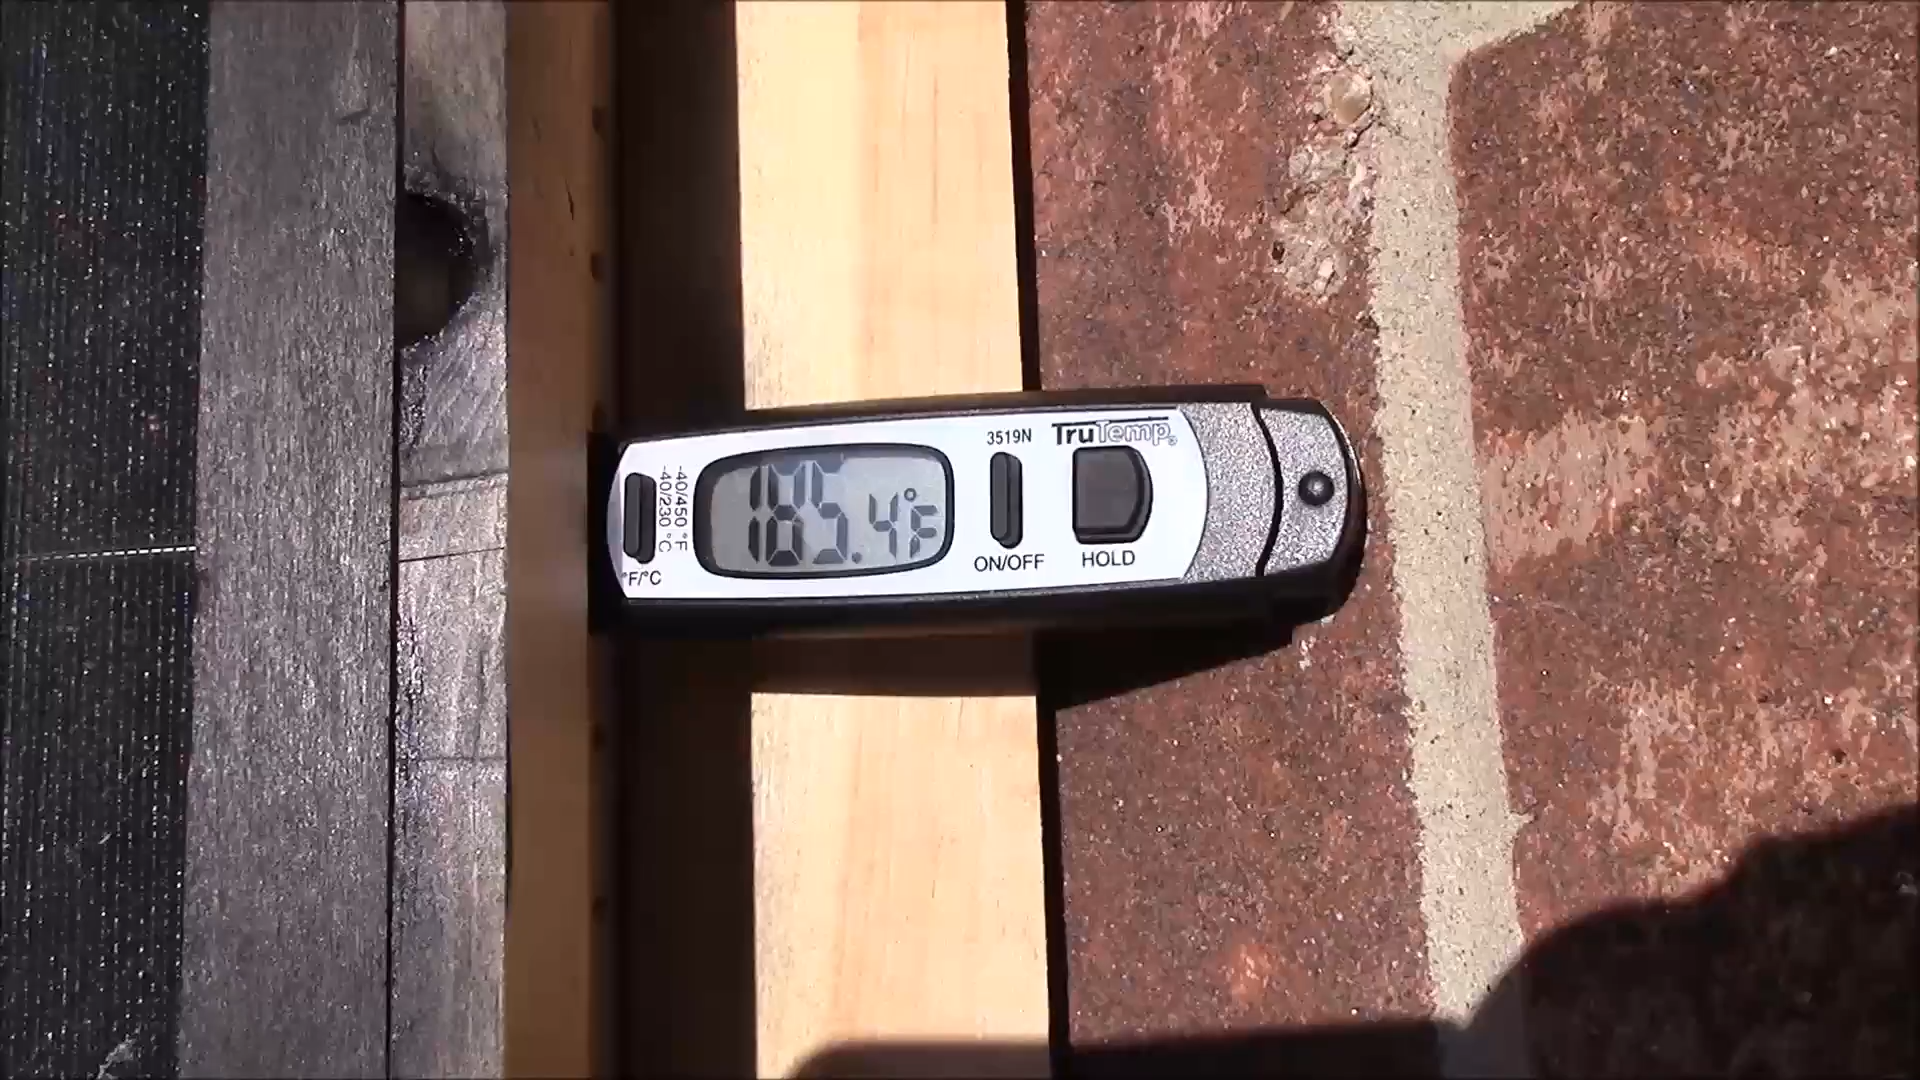 3519N TruTemp®
-40/450 °F
-40/230 °C
185.4°F
°F/°C
ON/OFF
HOLD